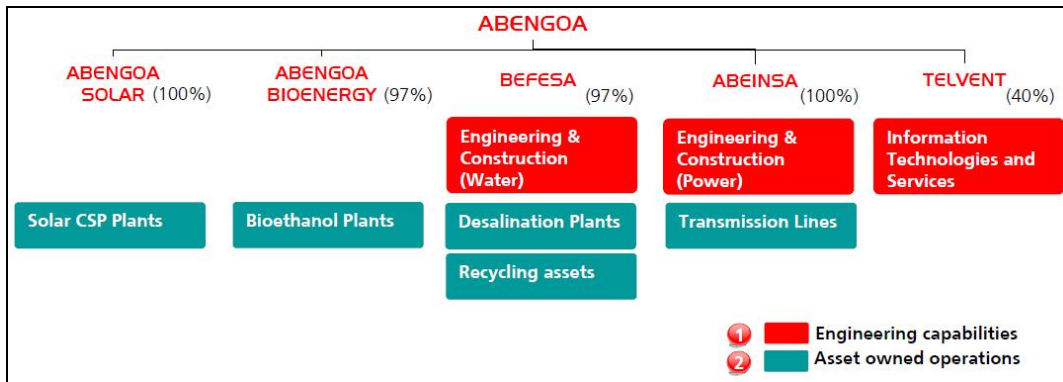 ABENGOA
ABENGOA
SOLAR (100%)
ABENGOA
BIOENERGY (97%)
BEFESA
(97%)
ABEINSA
(100%)
TELVENT
(40%)
Engineering &
Construction
(Water)
Engineering &
Construction
(Power)
Information
Technologies and
Services
Solar CSP Plants
Bioethanol Plants
Desalination Plants
Transmission Lines
Recycling assets
1 Engineering capabilities
2 Asset owned operations